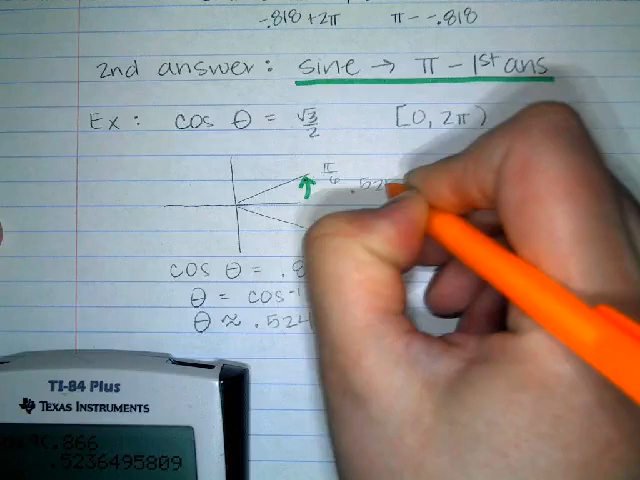 -.818+2π π--.818
2nd answer: sine → π - 1st ans
Ex: cos θ = √3/2 [0, 2π)
π/6 .52
cos θ = .8
θ = cos⁻¹
θ ≈ .524
TI-84 Plus
TEXAS INSTRUMENTS
(.866
.5236495809